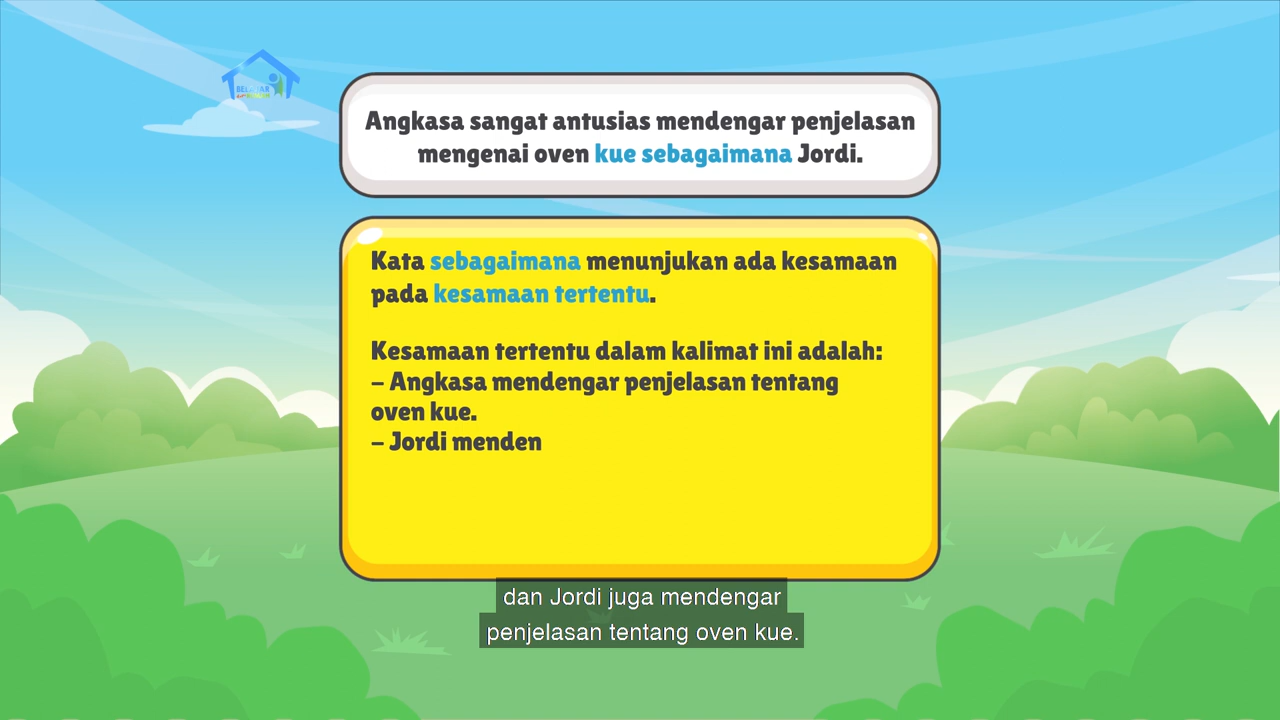 BELAJAR
Angkasa sangat antusias mendengar penjelasan
mengenai oven kue sebagaimana Jordi.
Kata sebagaimana menunjukan ada kesamaan
pada kesamaan tertentu.
Kesamaan tertentu dalam kalimat ini adalah:
– Angkasa mendengar penjelasan tentang
oven kue.
– Jordi menden
dan Jordi juga mendengar
penjelasan tentang oven kue.